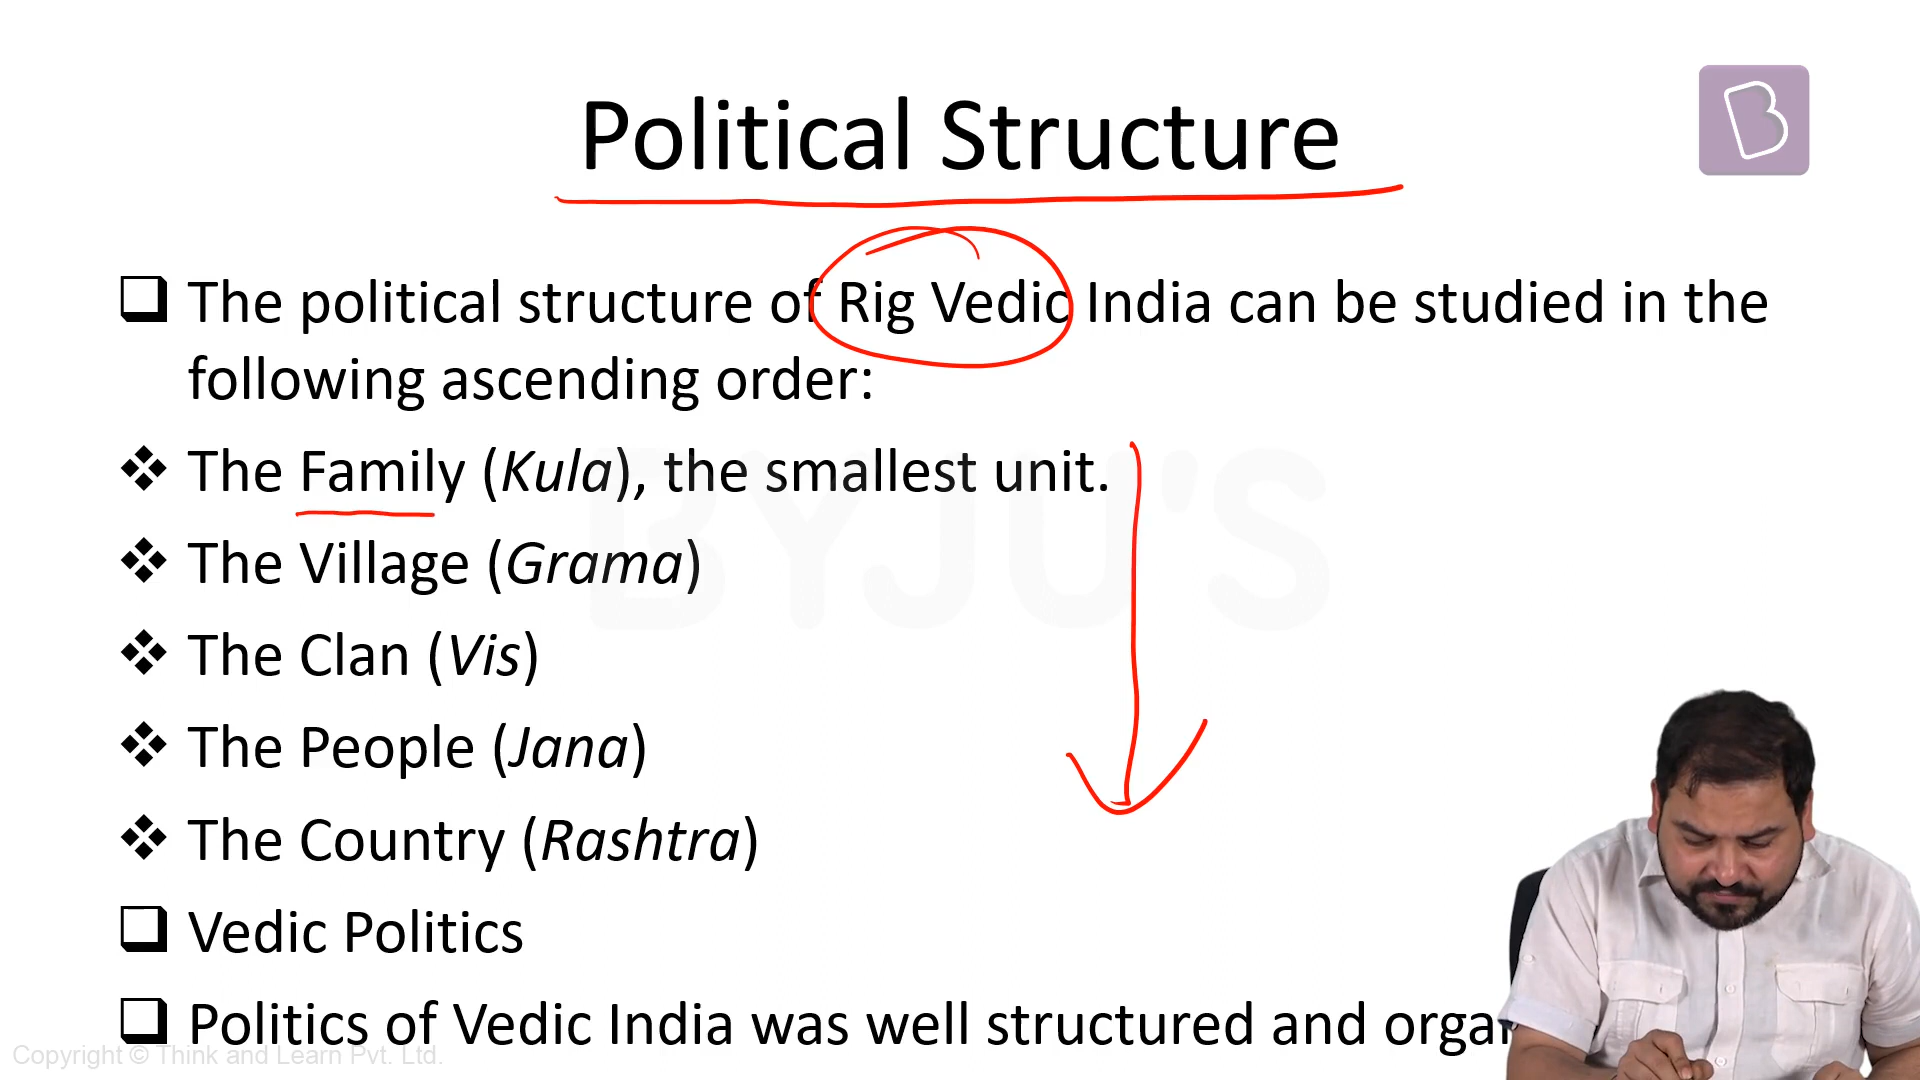 Political Structure
❑ The political structure of Rig Vedic India can be studied in the
following ascending order:
❖ The Family (Kula), the smallest unit.
❖ The Village (Grama)
❖ The Clan (Vis)
❖ The People (Jana)
❖ The Country (Rashtra)
❑ Vedic Politics
❑ Politics of Vedic India was well structured and
BYJU'S
Copyright © Think and Learn Pvt. Ltd.